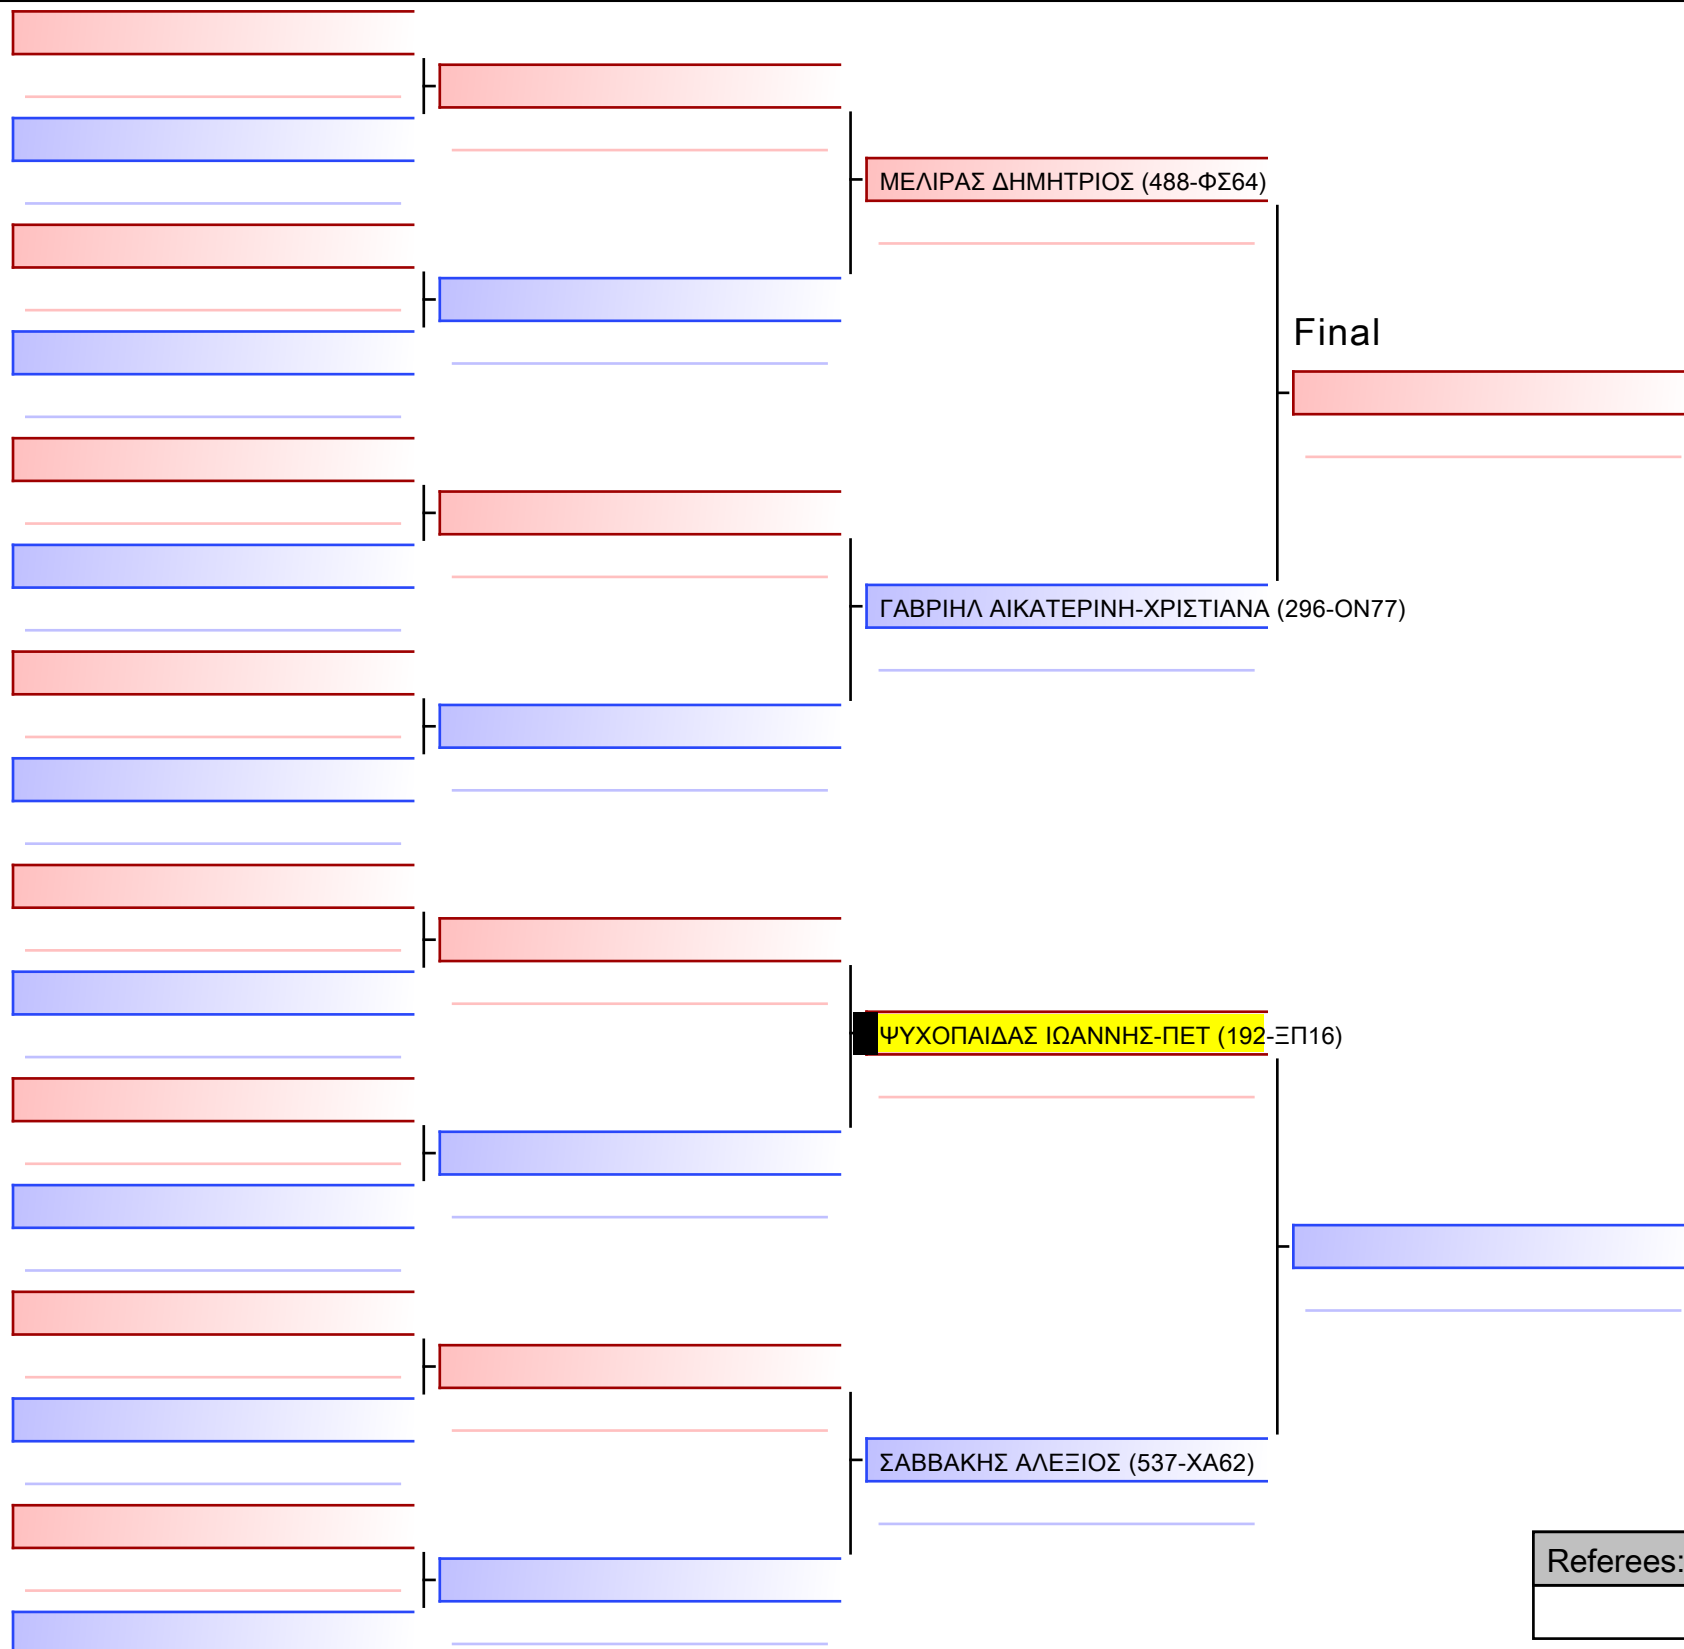 ΜΕΛΙΡΑΣ ΔΗΜΗΤΡΙΟΣ (488-ΦΣ64)
Final
ΓΑΒΡΙΗΛ ΑΙΚΑΤΕΡΙΝΗ-ΧΡΙΣΤΙΑΝΑ (296-ΟΝ77)
ΨΥΧΟΠΑΙΔΑΣ ΙΩΑΝΝΗΣ-ΠΕΤ (192-ΞΠ16)
ΣΑΒΒΑΚΗΣ ΑΛΕΞΙΟΣ (537-ΧΑ62)
Referees: